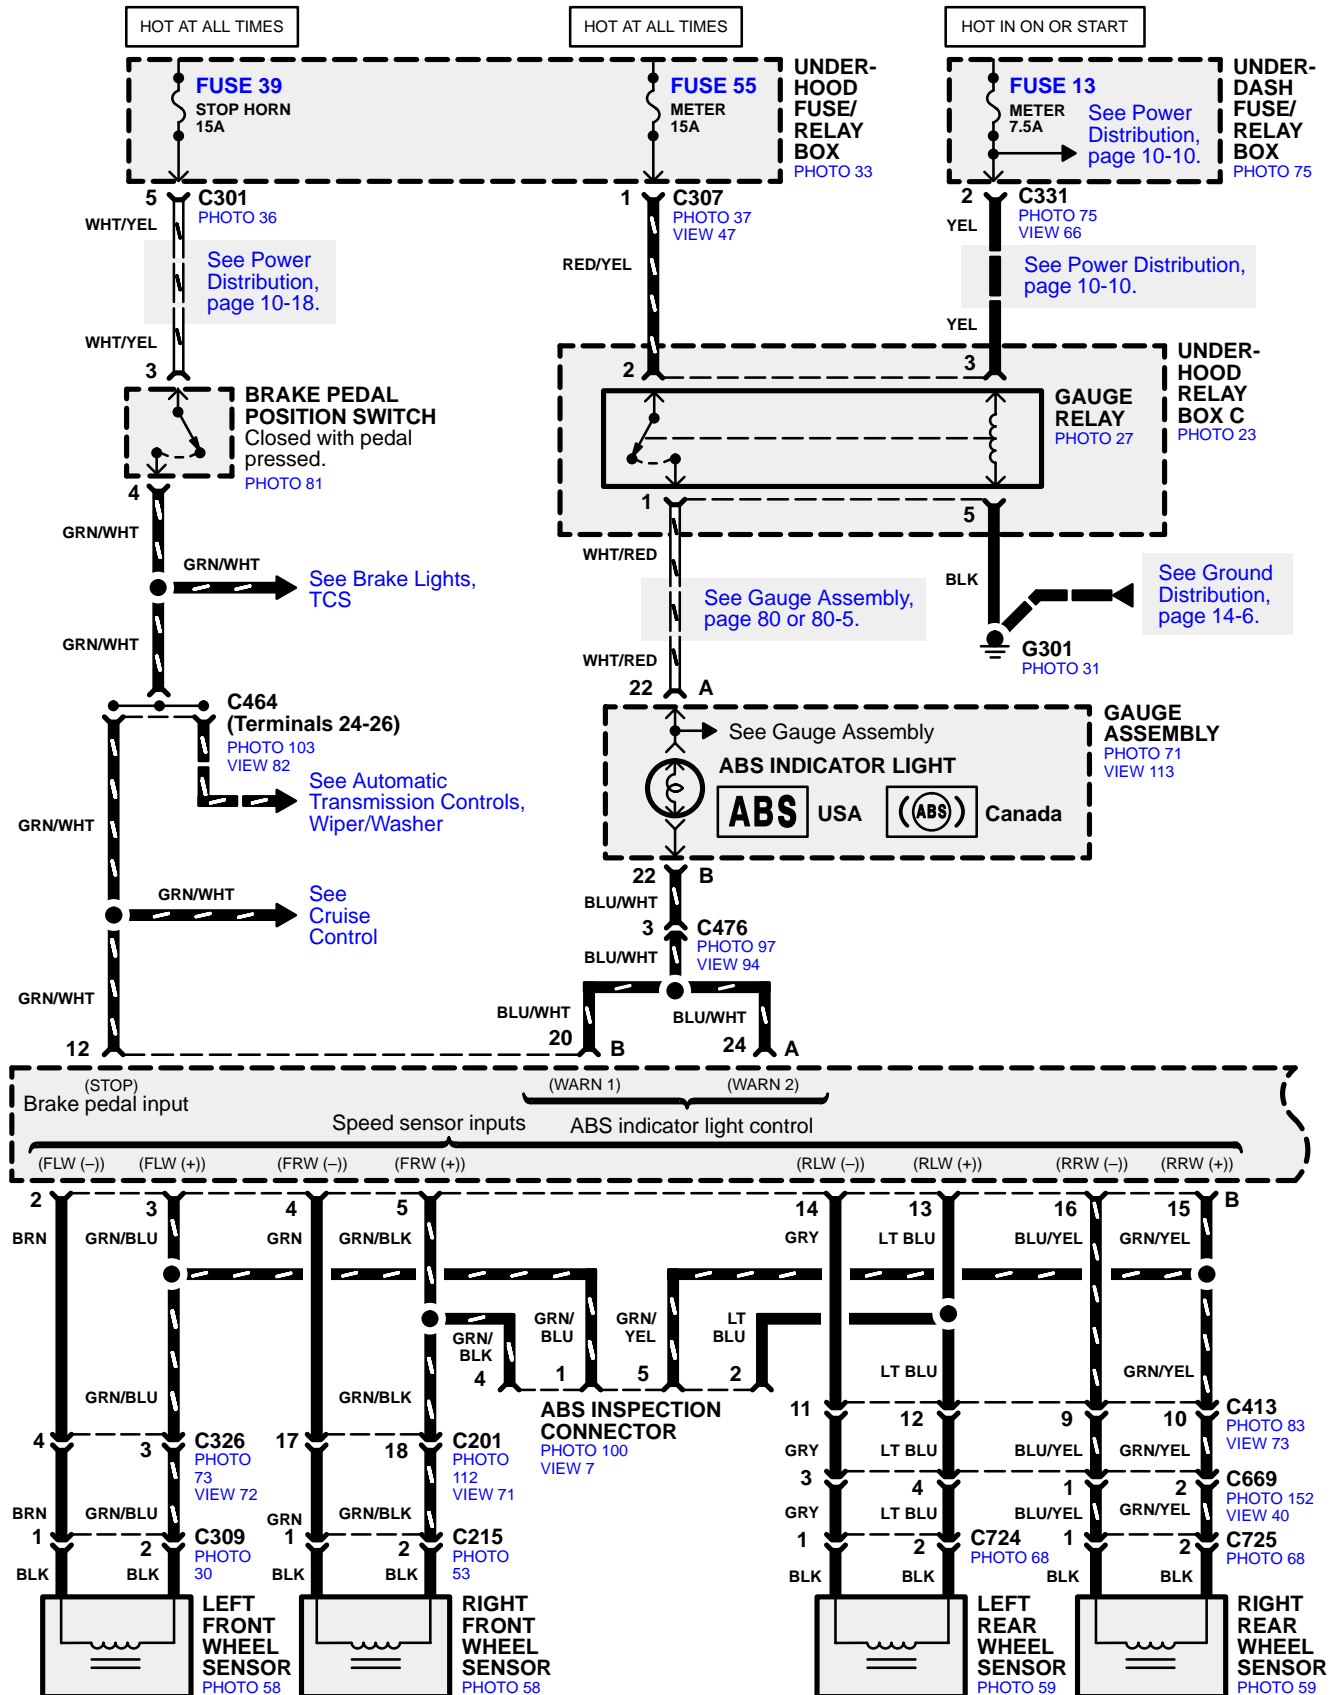 HOT AT ALL TIMES
HOT AT ALL TIMES
HOT IN ON OR START
FUSE 39
STOP HORN
15A
FUSE 55
METER
15A
UNDER-
HOOD
FUSE/
RELAY
BOX
PHOTO 33
FUSE 13
METER
7.5A
See Power
Distribution,
page 10-10.
UNDER-
DASH
FUSE/
RELAY
BOX
PHOTO 75
5
C301
PHOTO 36
1
C307
PHOTO 37
VIEW 47
2
C331
PHOTO 75
VIEW 66
WHT/YEL
See Power
Distribution,
page 10-18.
WHT/YEL
3
RED/YEL
YEL
See Power Distribution,
page 10-10.
YEL
2
3
UNDER-
HOOD
RELAY
BOX C
PHOTO 23
GAUGE
RELAY
PHOTO 27
BRAKE PEDAL
POSITION SWITCH
Closed with pedal
pressed.
PHOTO 81
4
GRN/WHT
GRN/WHT
See Brake Lights,
TCS
GRN/WHT
1
5
WHT/RED
See Gauge Assembly,
page 80 or 80-5.
WHT/RED
BLK
See Ground
Distribution,
page 14-6.
G301
PHOTO 31
22
A
C464
(Terminals 24-26)
PHOTO 103
VIEW 82
See Automatic
Transmission Controls,
Wiper/Washer
GRN/WHT
GRN/WHT
See
Cruise
Control
GRN/WHT
See Gauge Assembly
ABS INDICATOR LIGHT
ABS
USA
(ABS)
Canada
GAUGE
ASSEMBLY
PHOTO 71
VIEW 113
22
B
BLU/WHT
3
C476
PHOTO 97
VIEW 94
BLU/WHT
BLU/WHT
BLU/WHT
12
20
B
24
A
(STOP)
Brake pedal input
(WARN 1)
(WARN 2)
Speed sensor inputs
ABS indicator light control
(FLW (–))
(FLW (+))
(FRW (–))
(FRW (+))
(RLW (–))
(RLW (+))
(RRW (–))
(RRW (+))
2
3
4
5
14
13
16
15
B
BRN
GRN/BLU
GRN
GRN/BLK
GRY
LT BLU
BLU/YEL
GRN/YEL
GRN/
BLK
GRN/
BLU
GRN/
YEL
LT
BLU
4
1
5
2
ABS INSPECTION
CONNECTOR
PHOTO 100
VIEW 7
GRN/BLU
GRN/BLK
LT BLU
GRN/YEL
4
3
C326
PHOTO
73
VIEW 72
17
18
C201
PHOTO
112
VIEW 71
11
12
9
10
C413
PHOTO 83
VIEW 73
GRY
LT BLU
BLU/YEL
GRN/YEL
3
4
1
2
C669
PHOTO 152
VIEW 40
BRN
GRN/BLU
GRN
GRN/BLK
GRY
LT BLU
BLU/YEL
GRN/YEL
1
2
C309
PHOTO
30
1
2
C215
PHOTO
53
1
2
C724
PHOTO 68
1
2
C725
PHOTO 68
BLK
BLK
BLK
BLK
BLK
BLK
BLK
BLK
LEFT
FRONT
WHEEL
SENSOR
PHOTO 58
RIGHT
FRONT
WHEEL
SENSOR
PHOTO 58
LEFT
REAR
WHEEL
SENSOR
PHOTO 59
RIGHT
REAR
WHEEL
SENSOR
PHOTO 59